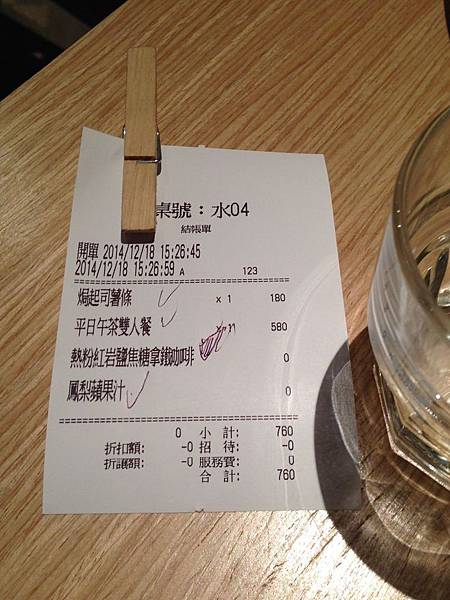 桌號：水04
結帳單
開單 2014/12/18 15:26:45
2014/12/18 15:26:59 A 123
焗起司薯條 x 1 180
平日午茶雙人餐 580
熱粉紅岩鹽焦糖拿鐵咖啡 0
鳳梨蘋果汁 0
0 小 計: 760
折扣額: -0 招 待: -0
折讓額: -0 服務費: 0
合 計: 760